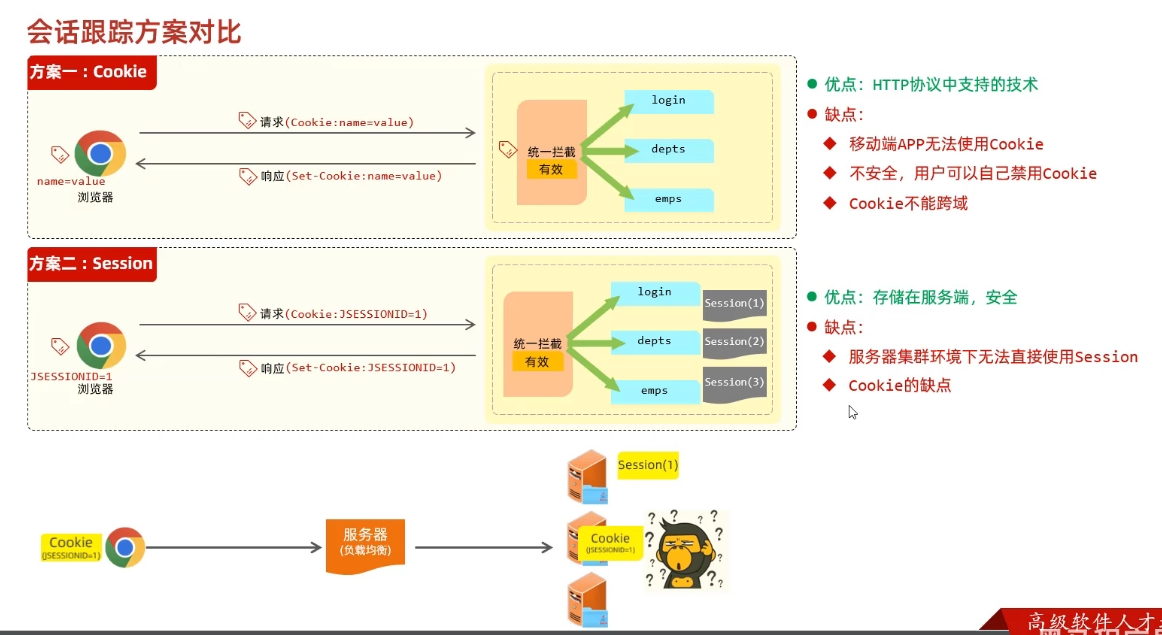 会话跟踪方案对比
方案一：Cookie
请求(Cookie:name=value)
响应(Set-Cookie:name=value)
name=value
浏览器
统一拦截
有效
login
depts
emps
优点：HTTP协议中支持的技术
缺点：
移动端APP无法使用Cookie
不安全，用户可以自己禁用Cookie
Cookie不能跨域
方案二：Session
请求(Cookie:JSESSIONID=1)
响应(Set-Cookie:JSESSIONID=1)
JSESSIONID=1
浏览器
统一拦截
有效
login
Session(1)
depts
Session(2)
emps
Session(3)
优点：存储在服务端，安全
缺点：
服务器集群环境下无法直接使用Session
Cookie的缺点
Cookie
(JSESSIONID=1)
服务器
(负载均衡)
Session(1)
Cookie
(JSESSIONID=1)
? ? ? ? ? ? ? ? ? ? ? ?
高级软件人才